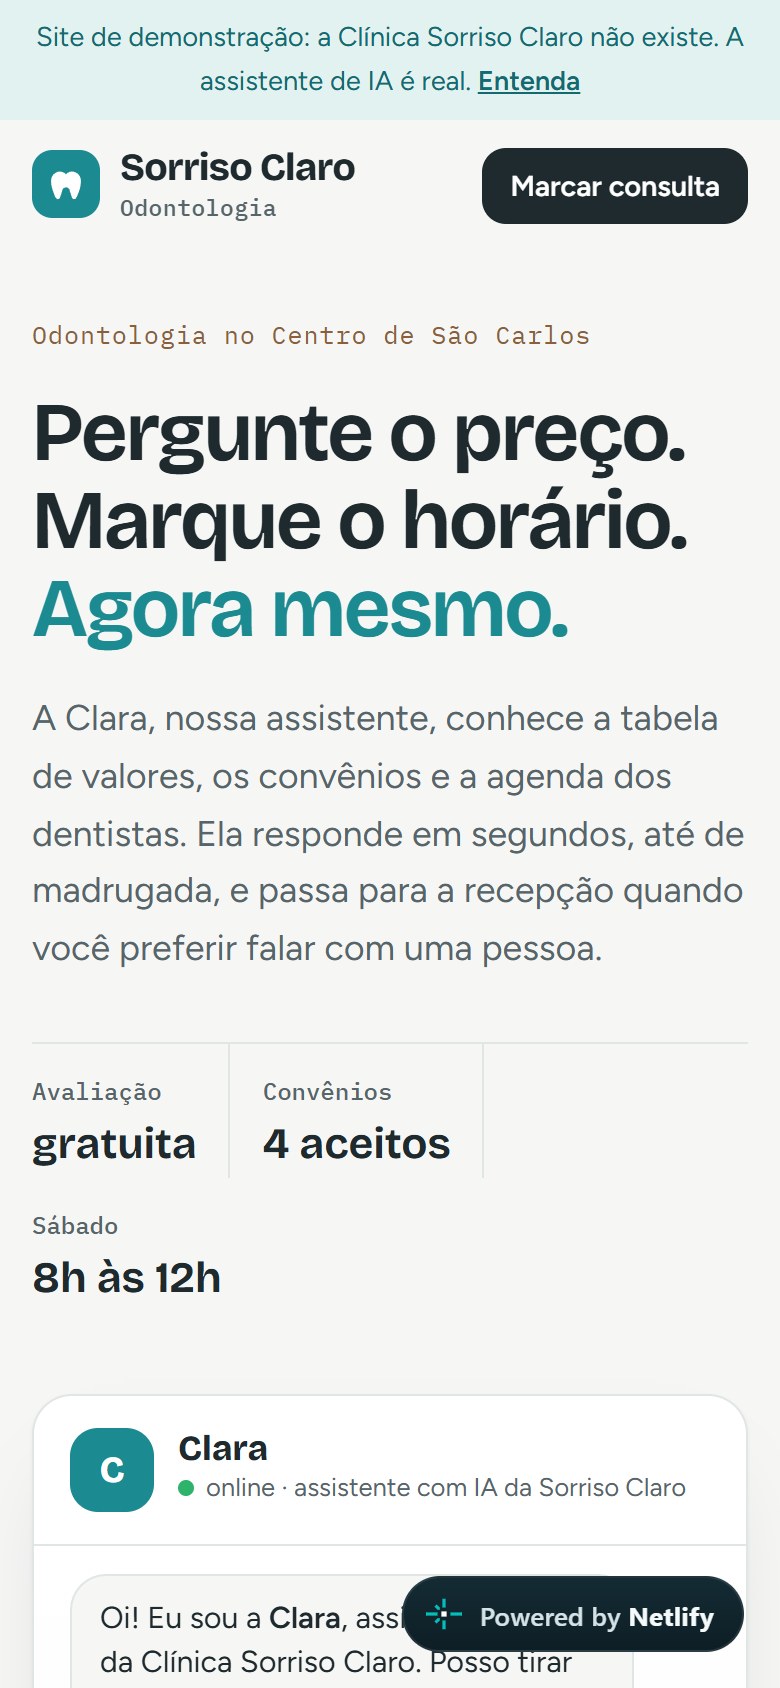 Site de demonstração: a Clínica Sorriso Claro não existe. A
assistente de IA é real. Entenda
Sorriso Claro
Odontologia
Marcar consulta
Odontologia no Centro de São Carlos
Pergunte o preço.
Marque o horário.
Agora mesmo.
A Clara, nossa assistente, conhece a tabela
de valores, os convênios e a agenda dos
dentistas. Ela responde em segundos, até de
madrugada, e passa para a recepção quando
você preferir falar com uma pessoa.
Avaliação
gratuita
Convênios
4 aceitos
Sábado
8h às 12h
C
Clara
online · assistente com IA da Sorriso Claro
Oi! Eu sou a Clara,
da Clínica Sorriso Claro. Posso tirar
Powered by Netlify